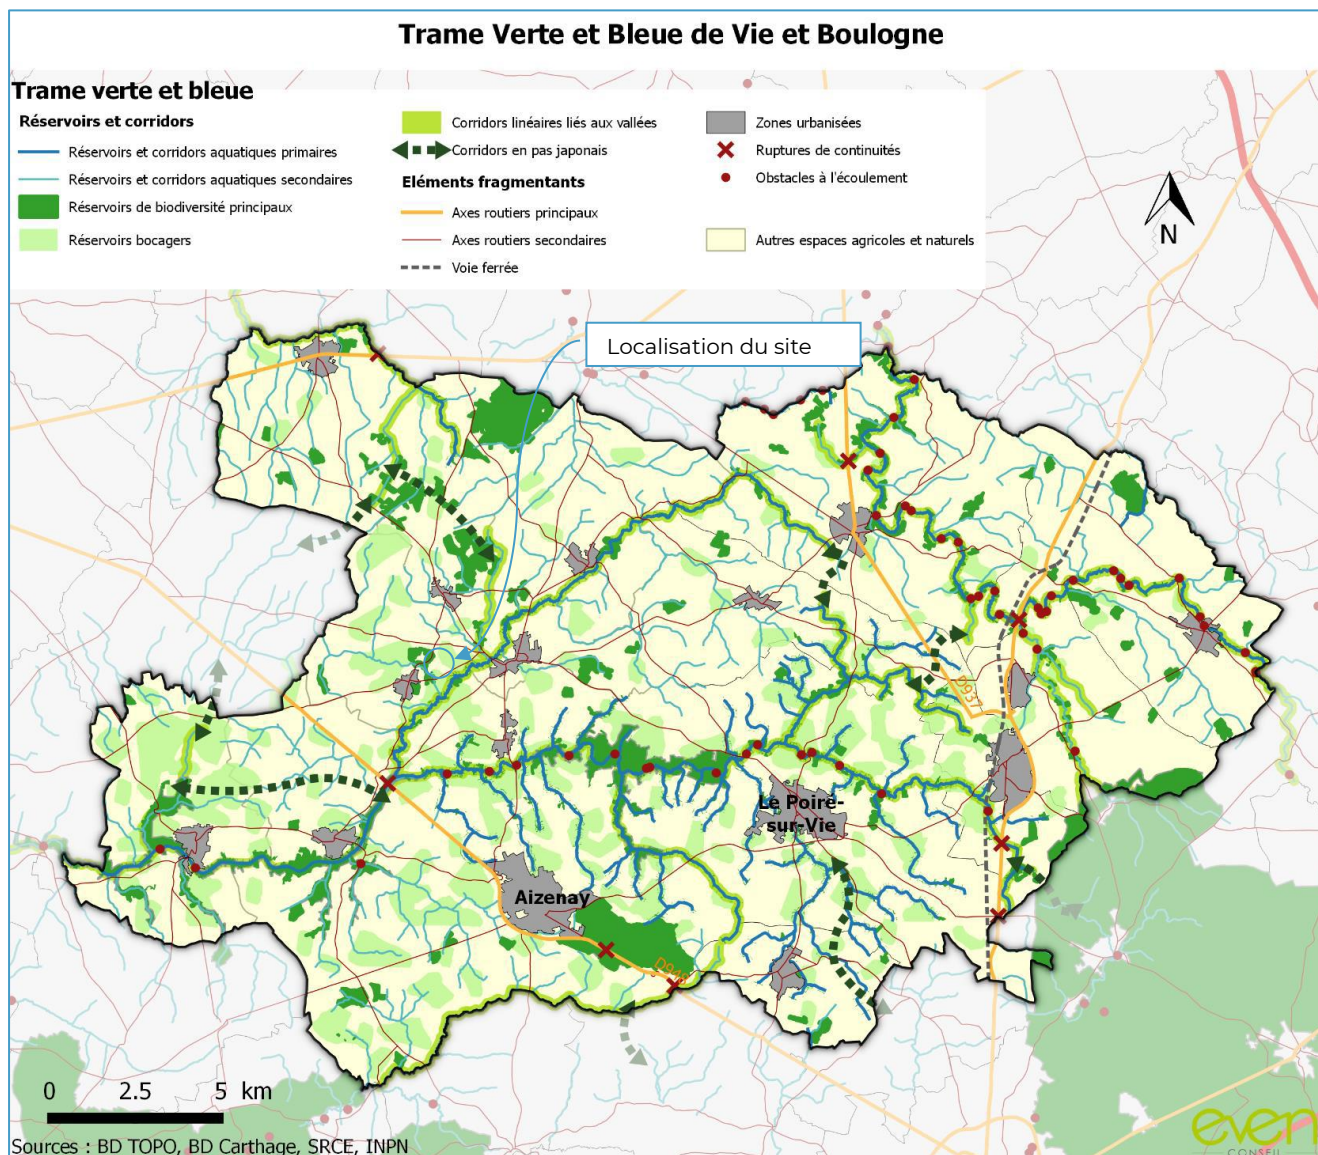 Trame Verte et Bleue de Vie et Boulogne
Trame verte et bleue
Réservoirs et corridors
Réservoirs et corridors aquatiques primaires
Réservoirs et corridors aquatiques secondaires
Réservoirs de biodiversité principaux
Réservoirs bocagers
Corridors linéaires liés aux vallées
Corridors en pas japonais
Eléments fragmentants
Axes routiers principaux
Axes routiers secondaires
Voie ferrée
Zones urbanisées
Ruptures de continuités
Obstacles à l'écoulement
Autres espaces agricoles et naturels
N
Localisation du site
D937
Le Poiré-
sur-Vie
Aizenay
D948
0 2.5 5 km
Sources : BD TOPO, BD Carthage, SRCE, INPN
even
CONSEIL